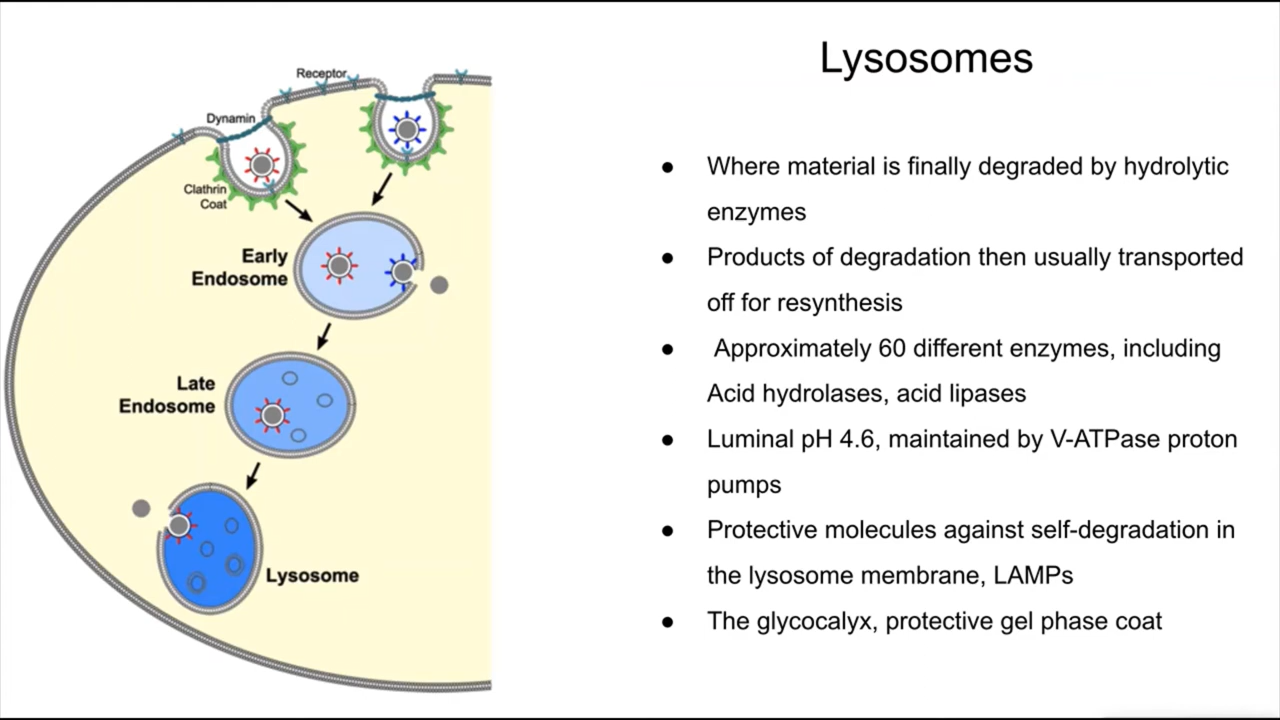 Lysosomes
Receptor
Dynamin
Clathrin
Coat
Early
Endosome
Late
Endosome
Lysosome
● Where material is finally degraded by hydrolytic
enzymes
● Products of degradation then usually transported
off for resynthesis
● Approximately 60 different enzymes, including
Acid hydrolases, acid lipases
● Luminal pH 4.6, maintained by V-ATPase proton
pumps
● Protective molecules against self-degradation in
the lysosome membrane, LAMPs
● The glycocalyx, protective gel phase coat